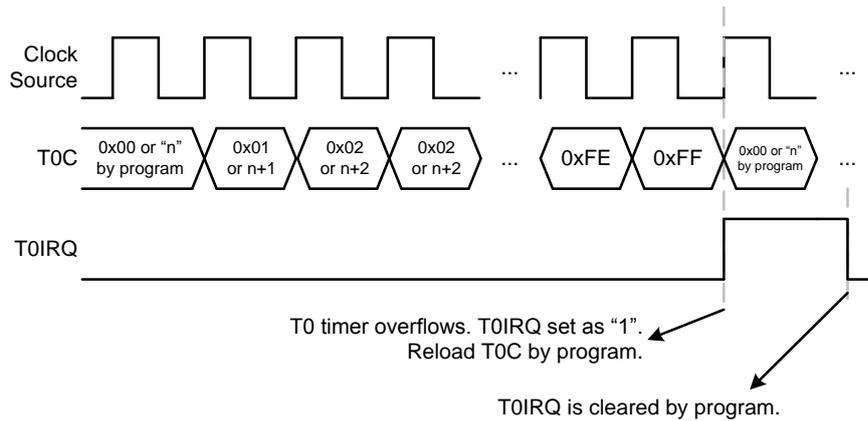 Clock
Source
...
...
T0C
0x00 or “n”
by program
0x01
or n+1
0x02
or n+2
0x02
or n+2
...
0xFE
0xFF
0x00 or “n”
by program
...
T0IRQ
T0 timer overflows. T0IRQ set as “1”.
Reload T0C by program.
T0IRQ is cleared by program.